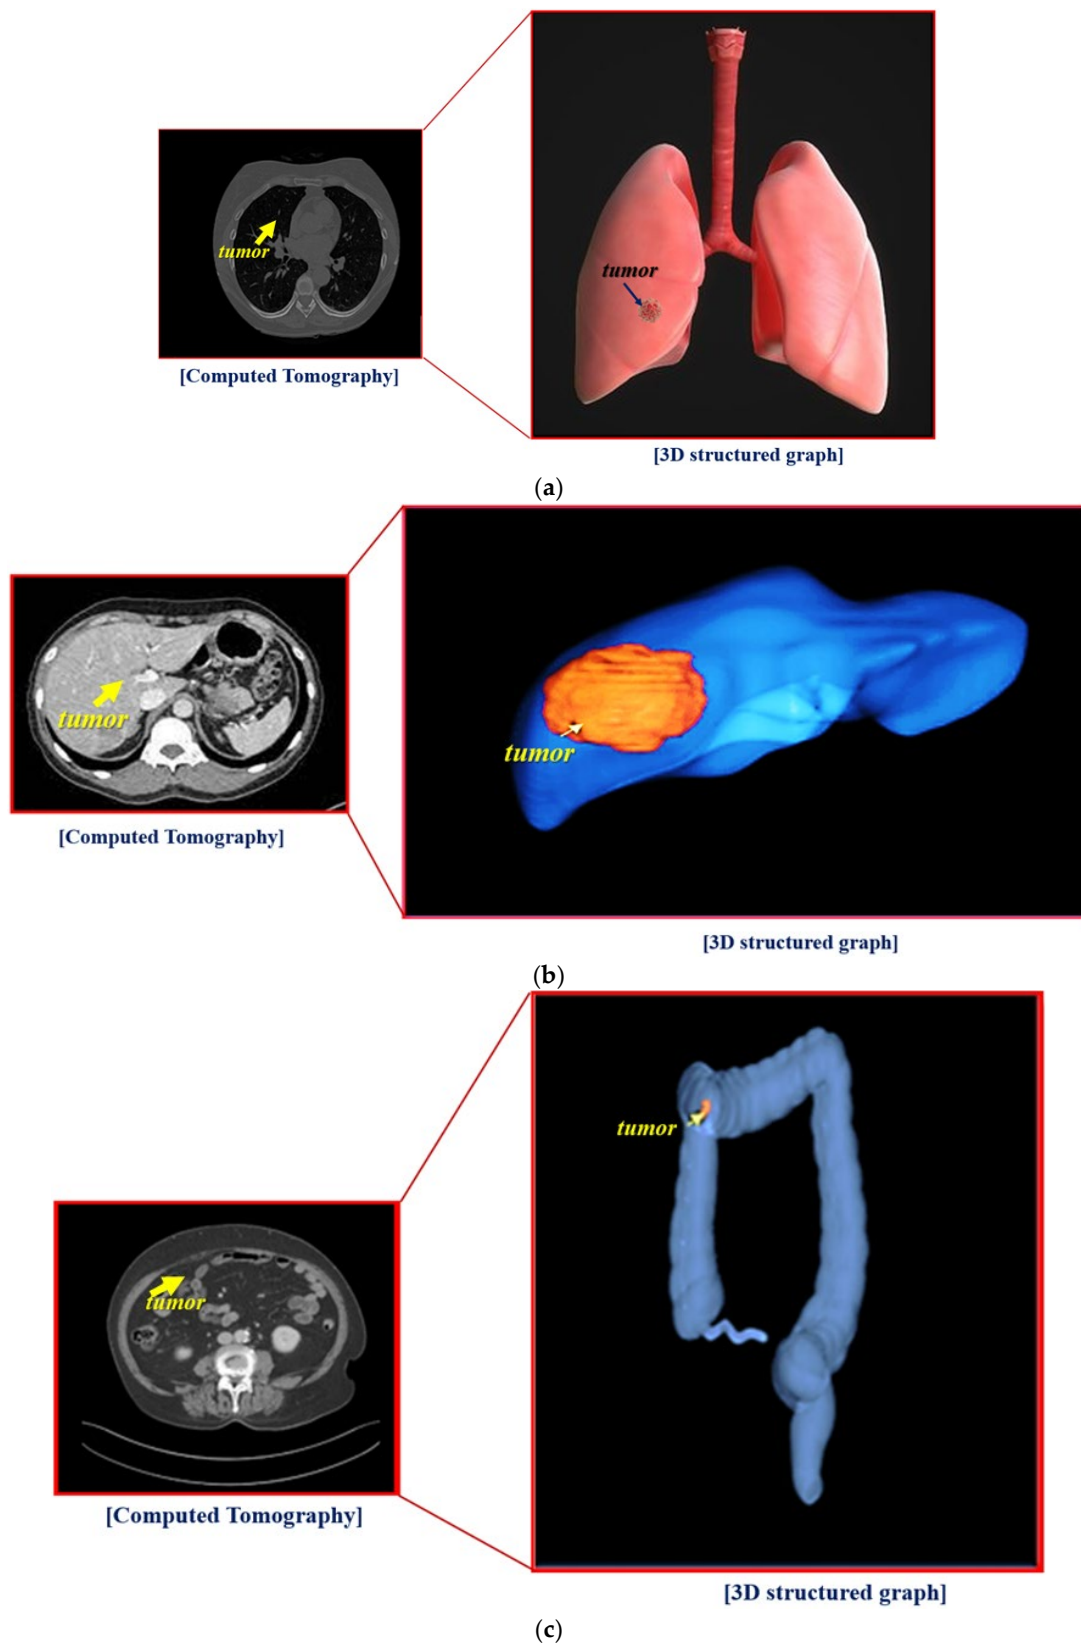 tumor
tumor
[Computed Tomography]
[3D structured graph]
(a)
tumor
tumor
[Computed Tomography]
[3D structured graph]
(b)
tumor
tumor
[Computed Tomography]
[3D structured graph]
(c)